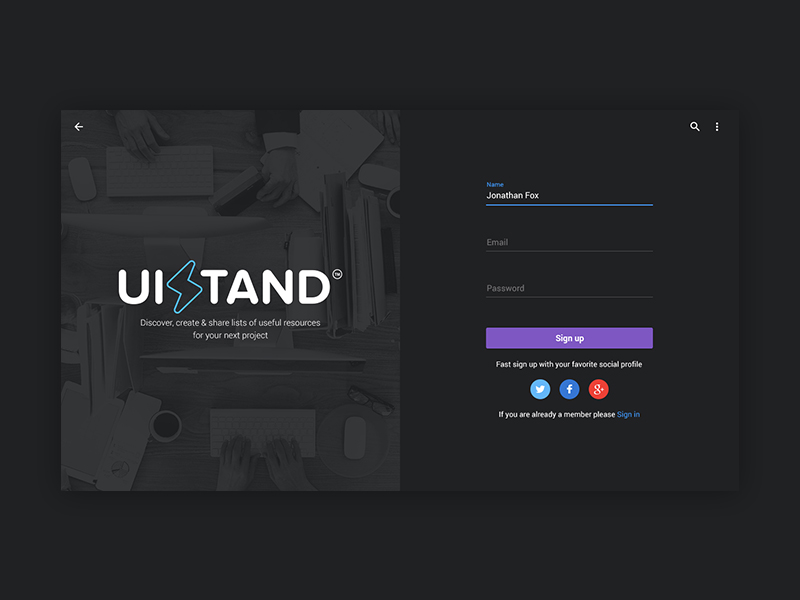 UISTAND™
Discover, create & share lists of useful resources
for your next project
Name
Jonathan Fox
Email
Password
Sign up
Fast sign up with your favorite social profile
If you are already a member please Sign in